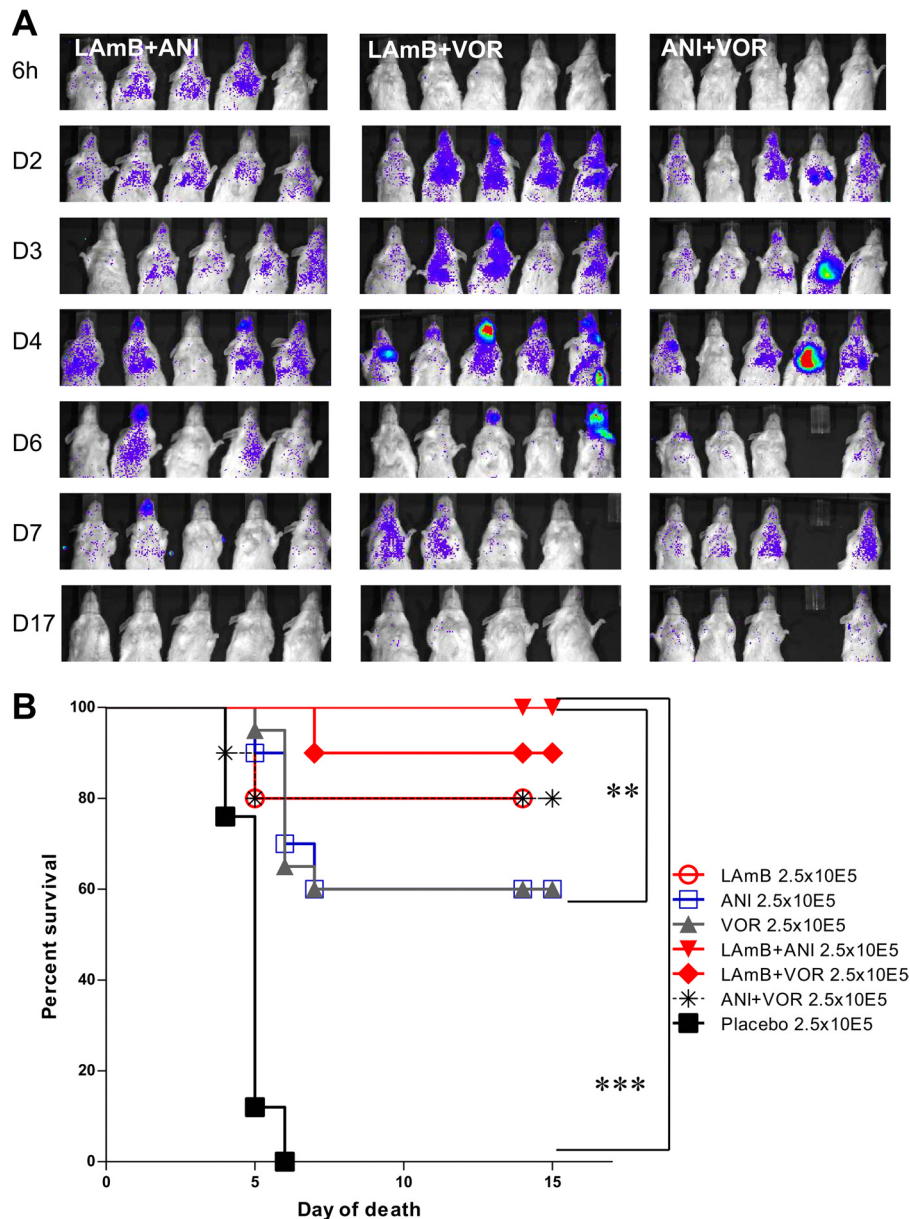 A
LAmB+ANI
LAmB+VOR
ANI+VOR
6h
D2
D3
D4
D6
D7
D17
B
100
80
60
40
20
0
Percent survival
0
5
10
15
Day of death
**
***
LAmB 2.5x10E5
ANI 2.5x10E5
VOR 2.5x10E5
LAmB+ANI 2.5x10E5
LAmB+VOR 2.5x10E5
ANI+VOR 2.5x10E5
Placebo 2.5x10E5